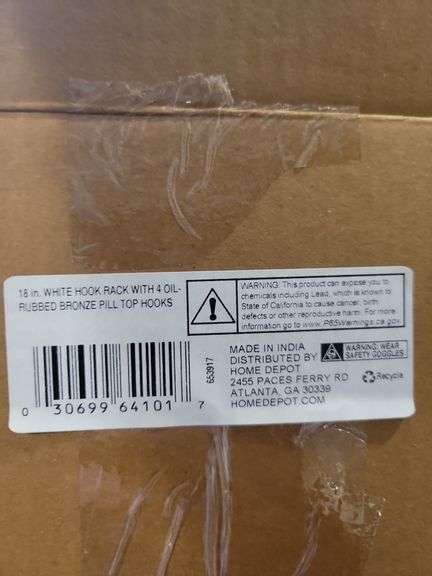 18 in. WHITE HOOK RACK WITH 4 OIL-
RUBBED BRONZE PILL TOP HOOKS
WARNING: This product can expose you to
chemicals including Lead, which is known to
State of California to cause cancer, birth
defects or other reproductive harm. For more
information go to www.P65Warnings.ca.gov.
0 30699 64101 7
653917
MADE IN INDIA
DISTRIBUTED BY
HOME DEPOT
2455 PACES FERRY RD
ATLANTA, GA 30339
HOMEDEPOT.COM
WARNING: WEAR
SAFETY GOGGLES
Recycle